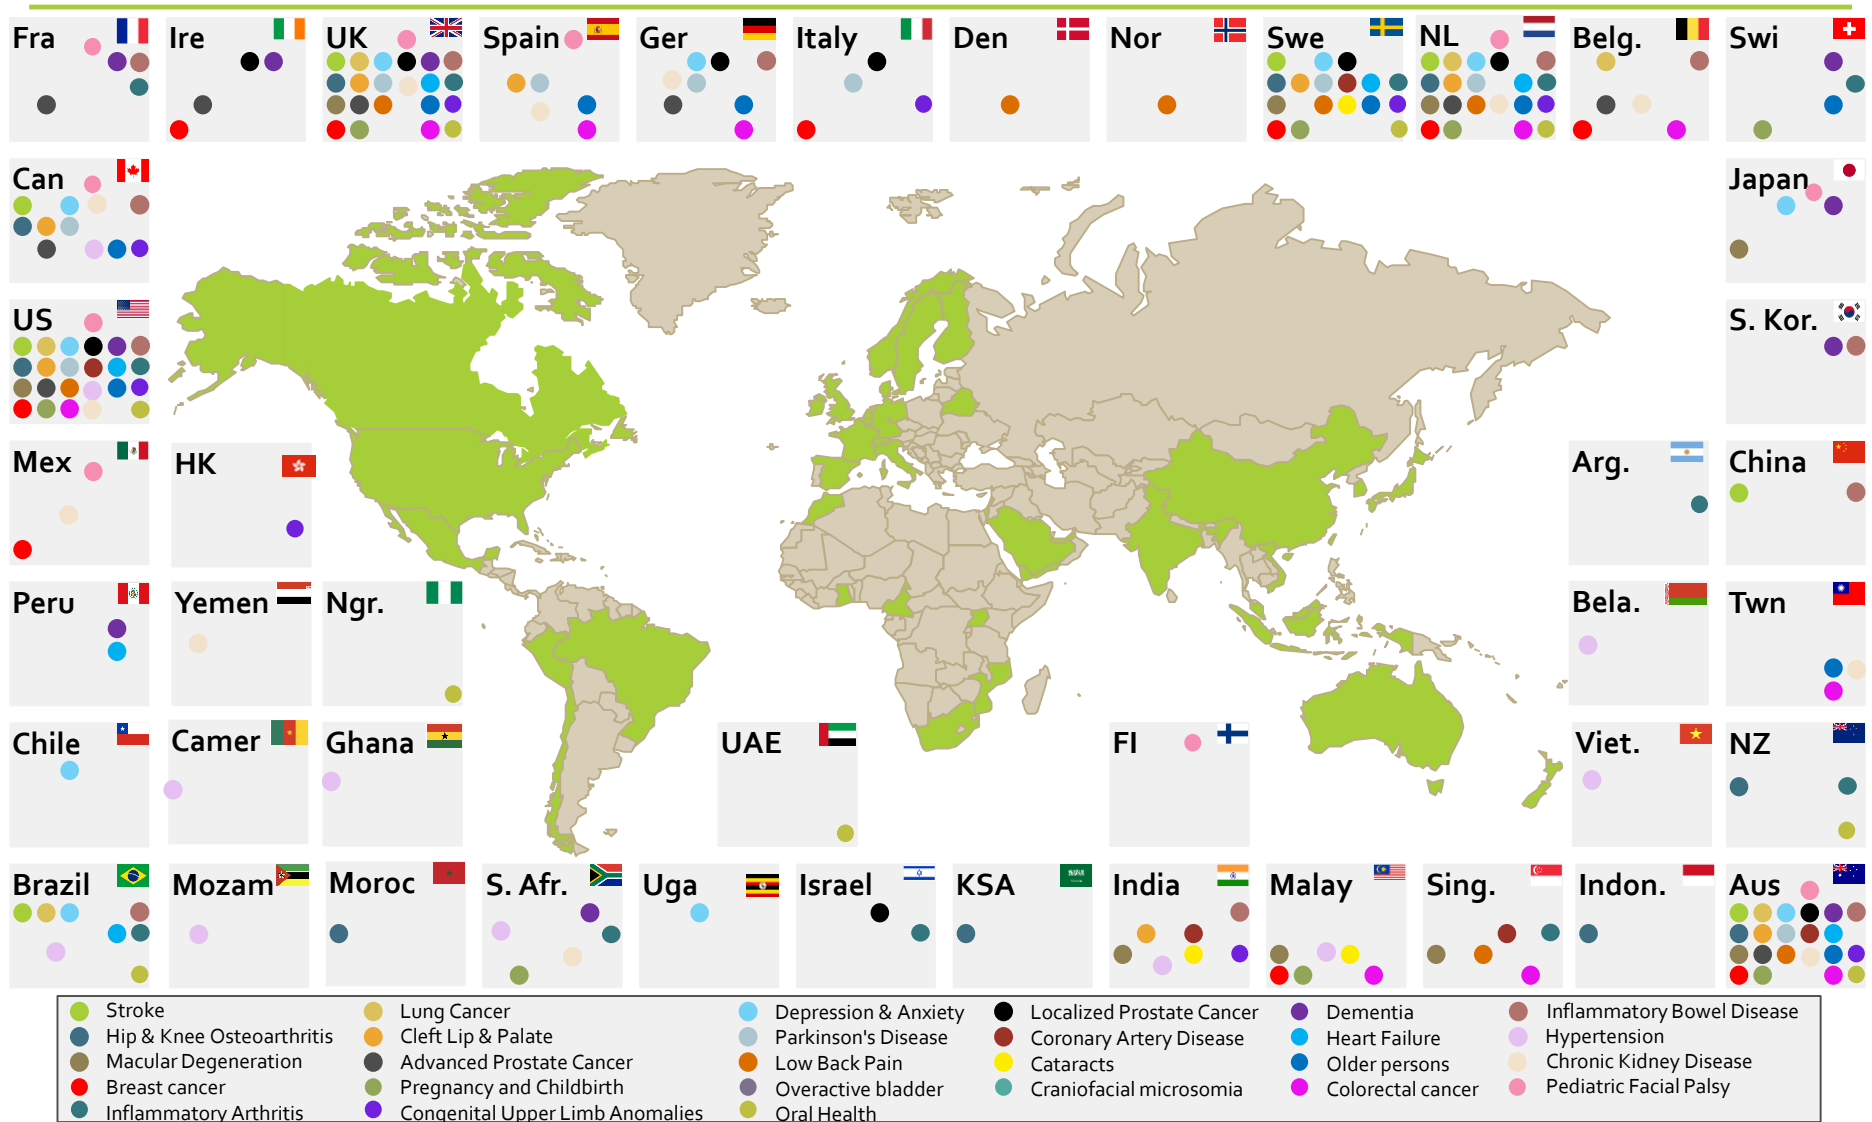 Fra
Ire
UK
Spain
Ger
Italy
Den
Nor
Swe
NL
Belg.
Swi
Can
Japan
US
S. Kor.
Mex
HK
Arg.
China
Peru
Yemen
Ngr.
Bela.
Twn
Chile
Camer
Ghana
UAE
FI
Viet.
NZ
Brazil
Mozam
Moroc
S. Afr.
Uga
Israel
KSA
India
Malay
Sing.
Indon.
Aus
Stroke
Lung Cancer
Depression & Anxiety
Localized Prostate Cancer
Dementia
Inflammatory Bowel Disease
Hip & Knee Osteoarthritis
Cleft Lip & Palate
Parkinson's Disease
Coronary Artery Disease
Heart Failure
Hypertension
Macular Degeneration
Advanced Prostate Cancer
Low Back Pain
Cataracts
Older persons
Chronic Kidney Disease
Breast cancer
Pregnancy and Childbirth
Overactive bladder
Craniofacial microsomia
Colorectal cancer
Pediatric Facial Palsy
Inflammatory Arthritis
Congenital Upper Limb Anomalies
Oral Health